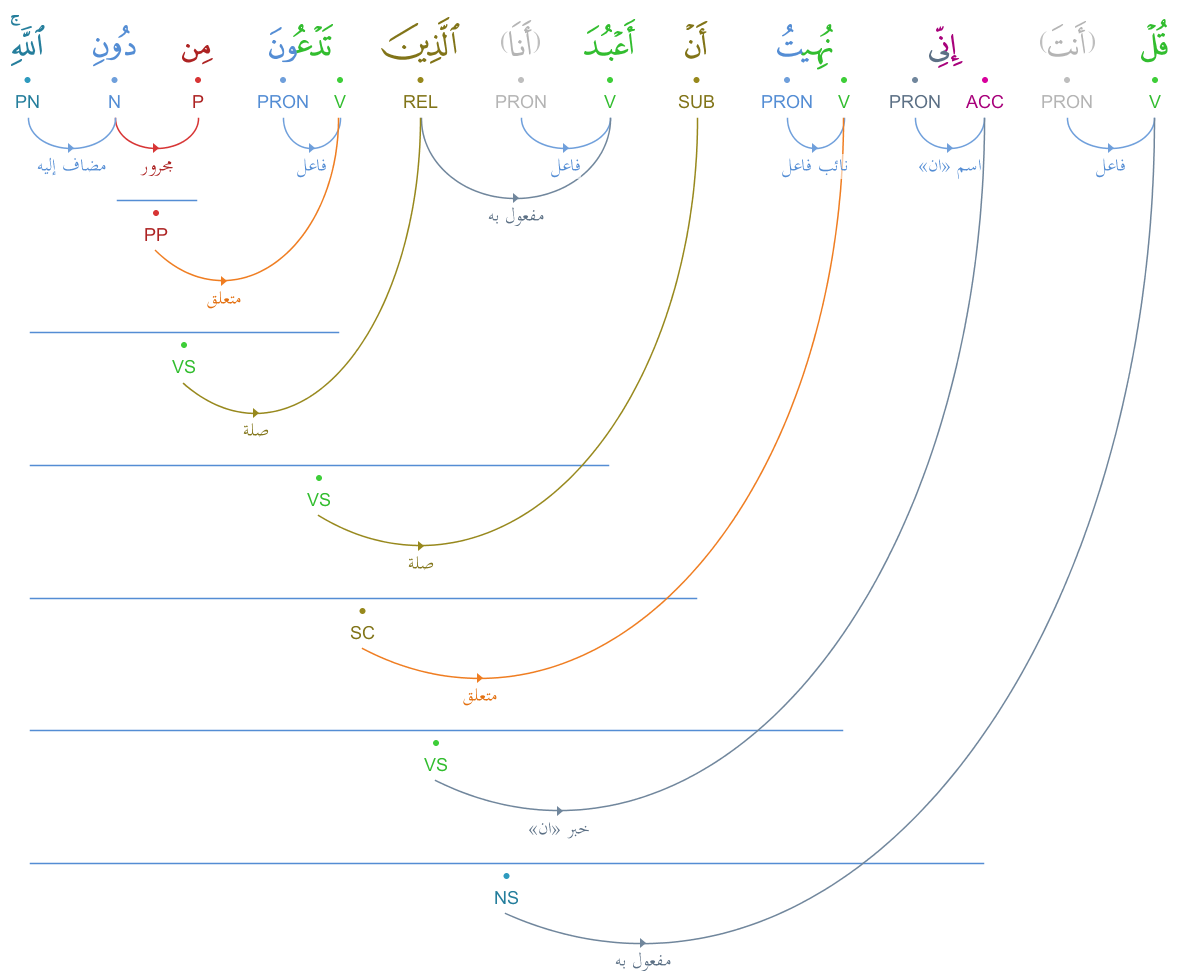 قُلْ (أَنتَ) إِنِّى نُهِيتُ أَنْ أَعْبُدَ (أَنَا) ٱلَّذِينَ تَدْعُونَ مِن دُونِ ٱللَّهِ ۚ
V PRON ACC PRON V PRON SUB V PRON REL V PRON P N PN
فاعل اسم «ان» نائب فاعل فاعل فاعل مجرور مضاف إليه
مفعول به
PP
متعلق
VS
صلة
VS
صلة
SC
متعلق
VS
خبر «ان»
NS
مفعول به